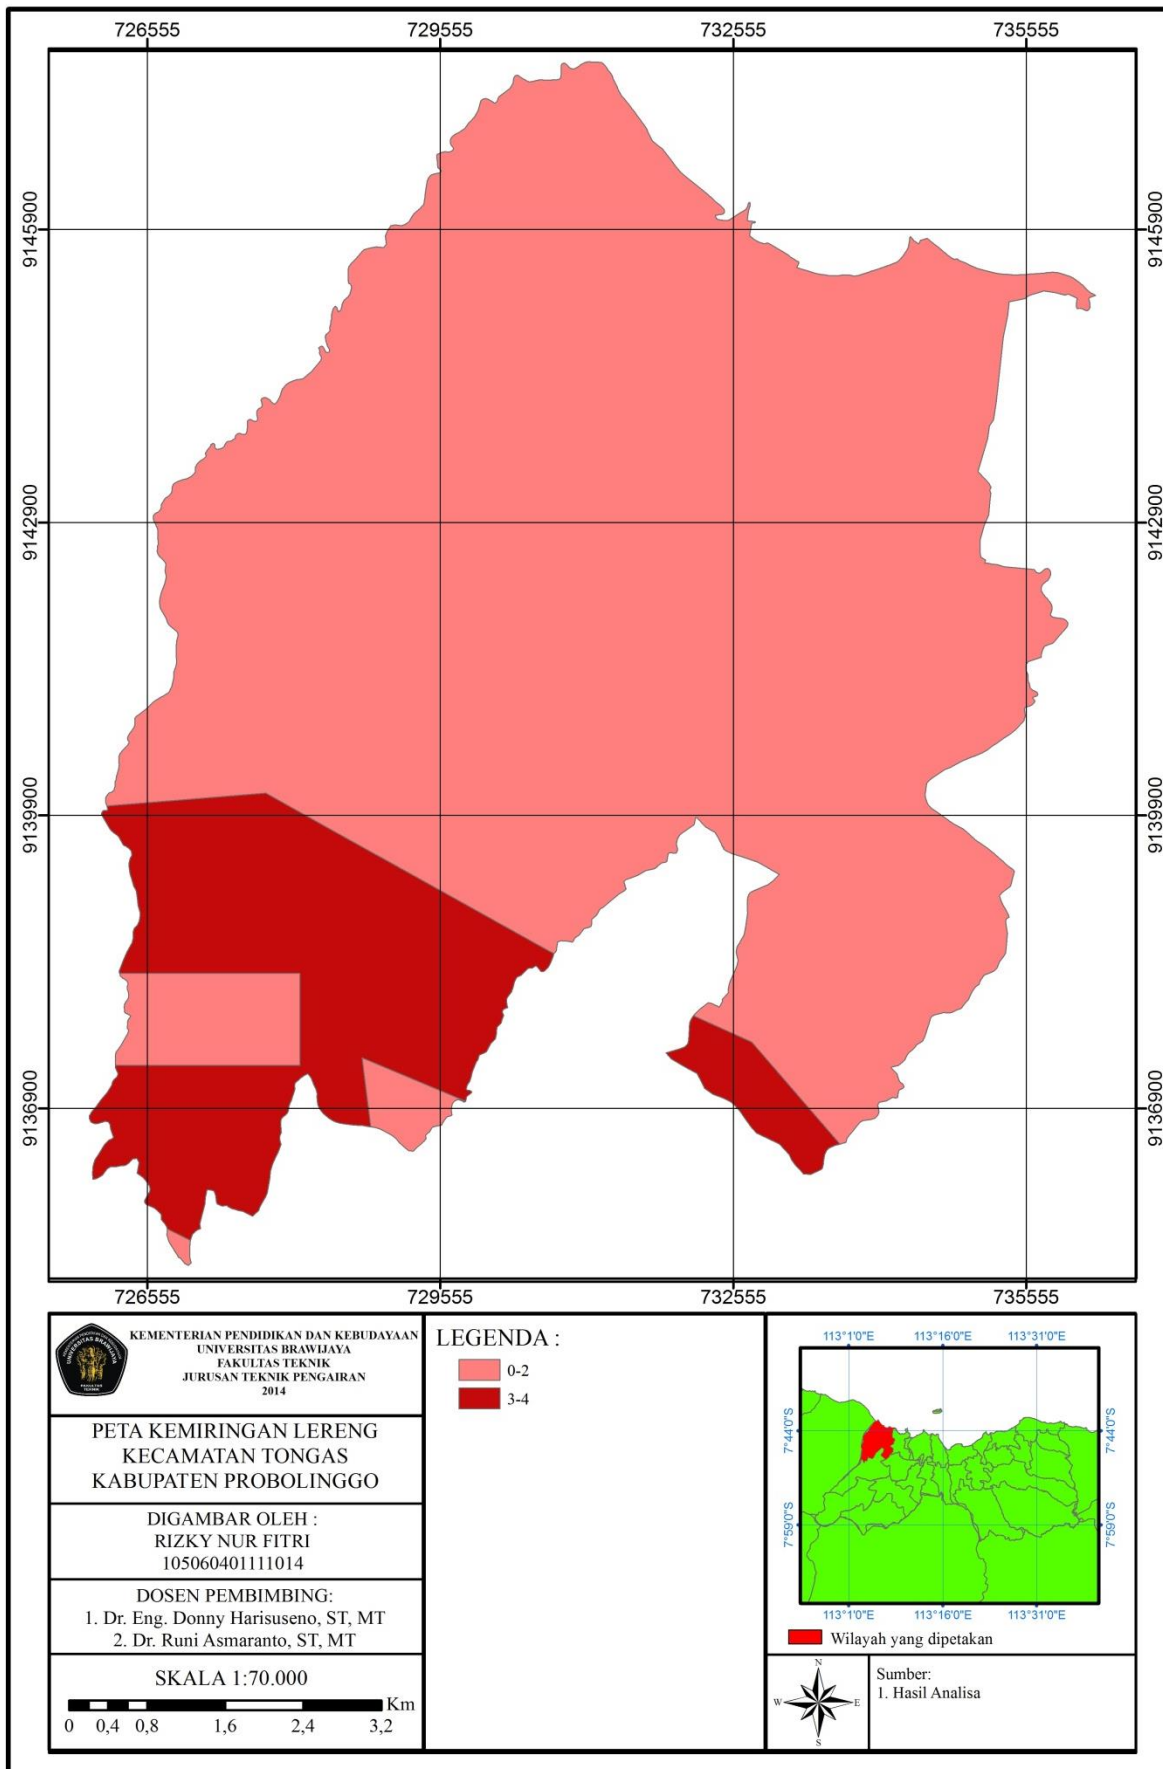 726555
729555
732555
735555
9145900
9145900
9142900
9142900
9139900
9139900
9136900
9136900
726555
729555
732555
735555
UNIVERSITAS BRAWIJAYA
FAKULTAS
TEKNIK
KEMENTERIAN PENDIDIKAN DAN KEBUDAYAAN
UNIVERSITAS BRAWIJAYA
FAKULTAS TEKNIK
JURUSAN TEKNIK PENGAIRAN
2014
PETA KEMIRINGAN LERENG
KECAMATAN TONGAS
KABUPATEN PROBOLINGGO
DIGAMBAR OLEH :
RIZKY NUR FITRI
105060401111014
DOSEN PEMBIMBING:
1. Dr. Eng. Donny Harisuseno, ST, MT
2. Dr. Runi Asmaranto, ST, MT
SKALA 1:70.000
Km
0 0,4 0,8 1,6 2,4 3,2
LEGENDA :
0-2
3-4
113°1'0"E 113°16'0"E 113°31'0"E
7°44'0"S
7°44'0"S
7°59'0"S
7°59'0"S
113°1'0"E 113°16'0"E 113°31'0"E
Wilayah yang dipetakan
N
W
E
S
Sumber:
1. Hasil Analisa